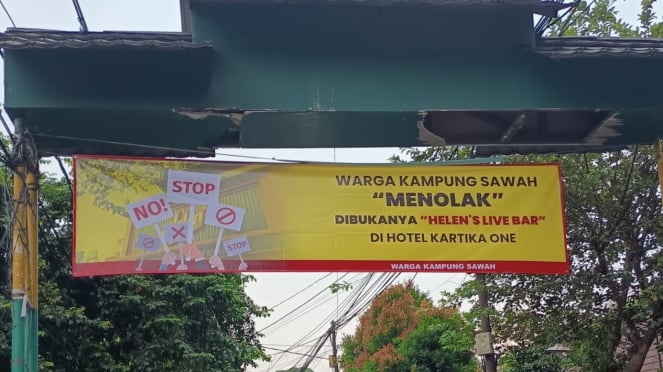 STOP
NO!
STOP
WARGA KAMPUNG SAWAH
“MENOLAK”
DIBUKANYA “HELEN'S LIVE BAR”
DI HOTEL KARTIKA ONE
WARGA KAMPUNG SAWAH